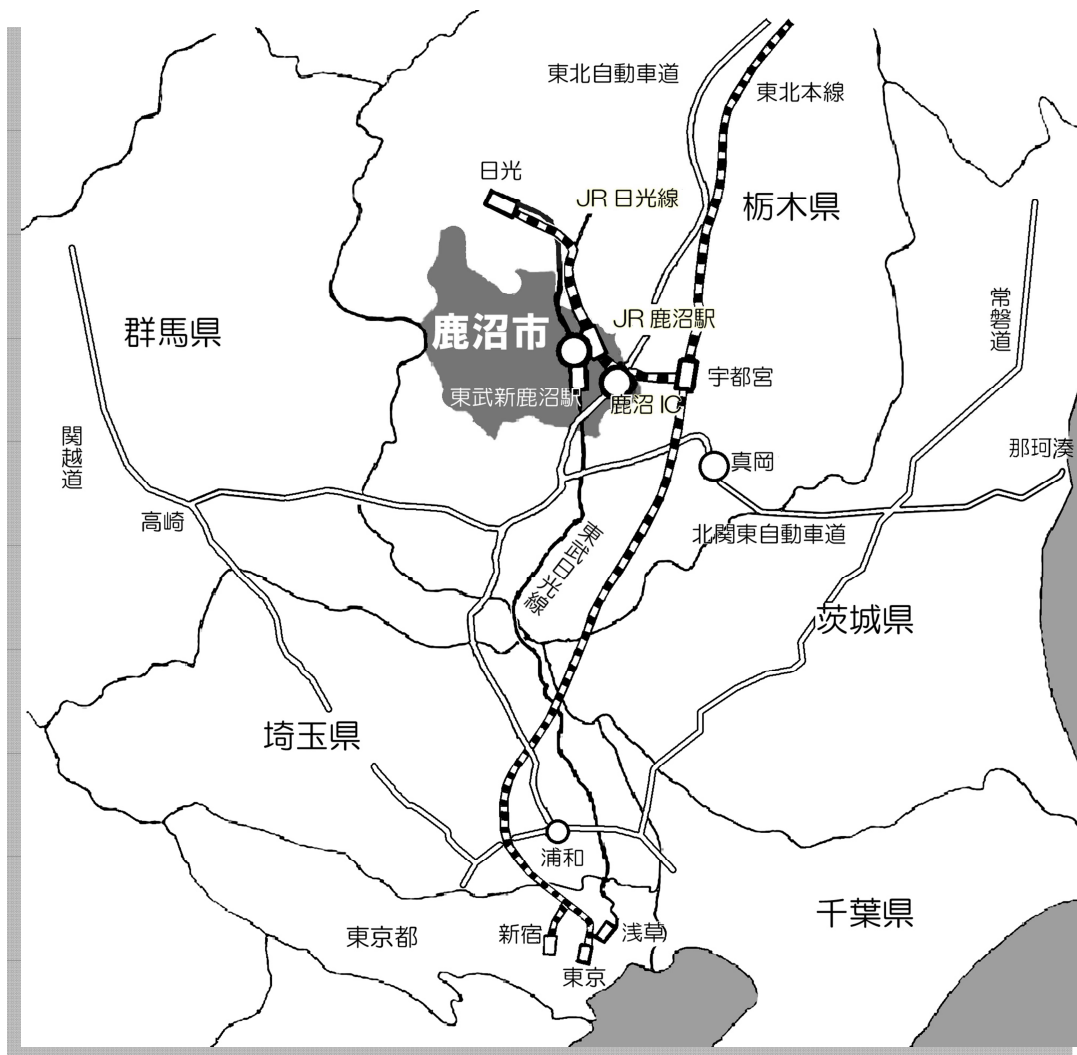 東北自動車道
東北本線
日光
JR 日光線
栃木県
常磐道
群馬県
JR 鹿沼駅
鹿沼市
宇都宮
東武新鹿沼駅
鹿沼 IC
関越道
那珂湊
真岡
高崎
北関東自動車道
東武日光線
茨城県
埼玉県
浦和
千葉県
東京都
新宿
浅草
東京